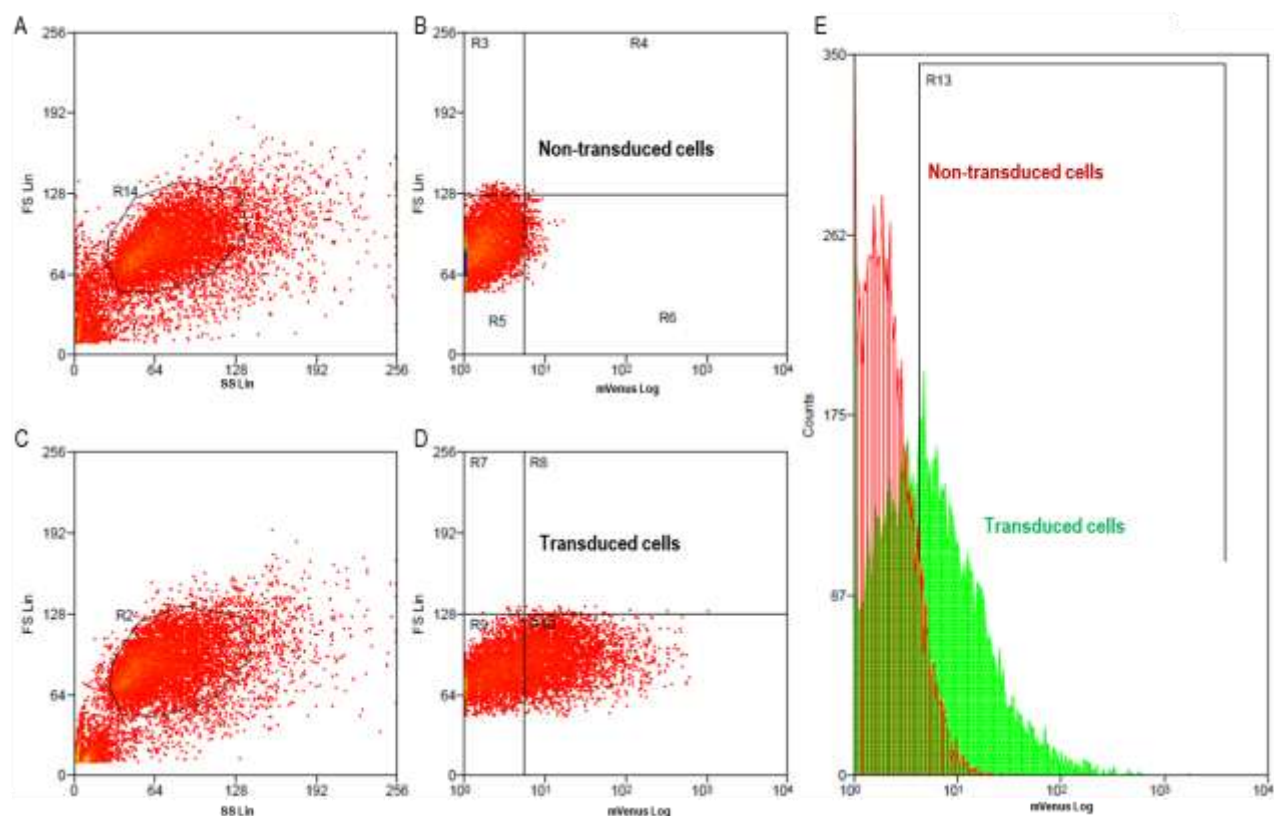 A
256
192
128
64
0
FS Lin
R14
0
64
128
192
256
SS Lin
B
256
192
128
64
0
FS Lin
R3
R4
Non-transduced cells
R5
R6
10⁰
10¹
10²
10³
10⁴
mVenus Log
C
256
192
128
64
0
FS Lin
R2
0
64
128
192
256
SS Lin
D
256
192
128
64
0
FS Lin
R7
R8
Transduced cells
R9
10⁰
10¹
10²
10³
10⁴
mVenus Log
E
350
262
175
87
0
Counts
R13
Non-transduced cells
Transduced cells
10⁰
10¹
10²
10³
10⁴
mVenus Log